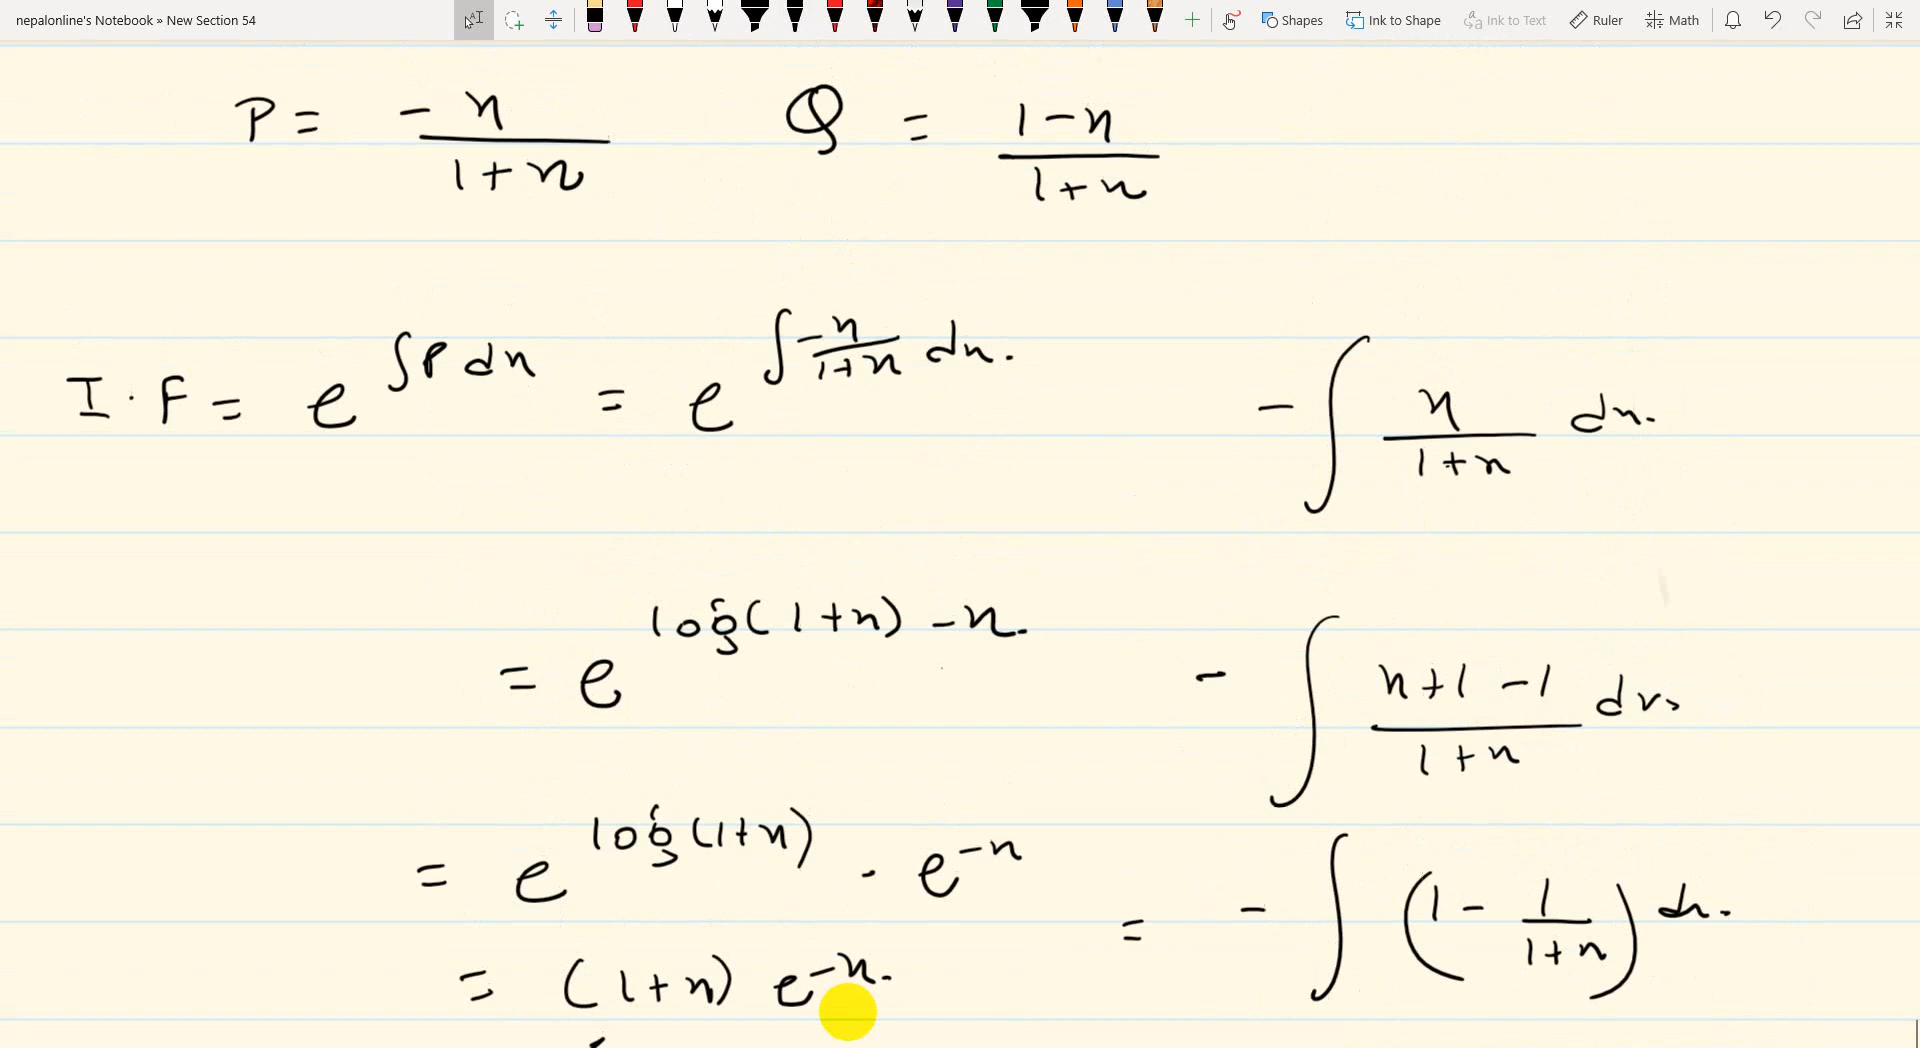 nepalonline's Notebook » New Section 54
Shapes Ink to Shape Ink to Text Ruler Math
P = -x/(1+x) Q = (1-x)/(1+x)
I.F = e^{∫P dx} = e^{∫ -x/(1+x) dx.} - ∫ x/(1+x) dx.
= e^{log(1+x) - x.} - ∫ (x+1-1)/(1+x) dx
= e^{log(1+x)} . e^{-x} = - ∫ (1 - 1/(1+x)) dx.
= (1+x) e^{-x}.